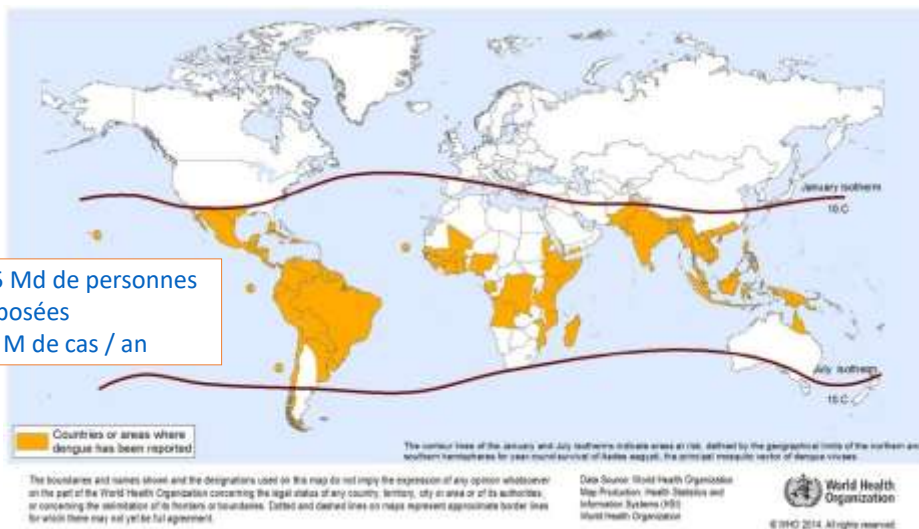 January isotherm
10.C
Md de personnes
posées
M de cas / an
July isotherm
10.C
Countries or areas where
dengue has been reported
The contour lines of the January and July isotherms indicate areas at risk, defined by the geographical limits of the northern and
southern hemispheres for year-round survival of Aedes aegypti, the principal mosquito vector of dengue viruses.
The boundaries and names shown and the designations used on this map do not imply the expression of any opinion whatsoever
on the part of the World Health Organization concerning the legal status of any country, territory, city or area or of its authorities,
or concerning the delimitation of its frontiers or boundaries. Dotted and dashed lines on maps represent approximate border lines
for which there may not yet be full agreement.
Data Source: World Health Organization
Map Production: Health Statistics and
Information Systems (HSI)
World Health Organization
World Health
Organization
© WHO 2014. All rights reserved.